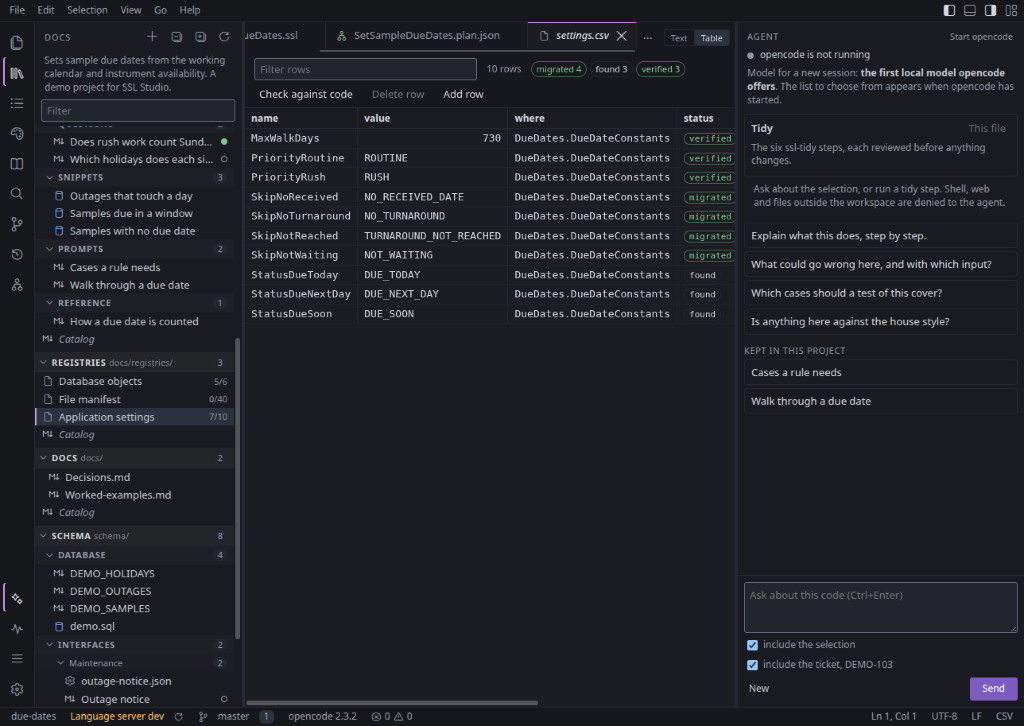 File Edit Selection View Go Help
DOCS
Sets sample due dates from the working
calendar and instrument availability. A
demo project for SSL Studio.
Filter
Does rush work count Sund...
Which holidays does each si...
SNIPPETS 3
Outages that touch a day
Samples due in a window
Samples with no due date
PROMPTS 2
Cases a rule needs
Walk through a due date
REFERENCE 1
How a due date is counted
Catalog
REGISTRIES docs/registries/ 3
Database objects 5/6
File manifest 0/40
Application settings 7/10
Catalog
DOCS docs/ 2
Decisions.md
Worked-examples.md
Catalog
SCHEMA schema/ 8
DATABASE 4
DEMO_HOLIDAYS
DEMO_OUTAGES
DEMO_SAMPLES
demo.sql
INTERFACES 2
Maintenance 2
outage-notice.json
Outage notice
ueDates.ssl SetSampleDueDates.plan.json settings.csv ... Text Table
Filter rows 10 rows migrated 4 found 3 verified 3
Check against code Delete row Add row
name value where status
MaxWalkDays 730 DueDates.DueDateConstants verified
PriorityRoutine ROUTINE DueDates.DueDateConstants verified
PriorityRush RUSH DueDates.DueDateConstants verified
SkipNoReceived NO_RECEIVED_DATE DueDates.DueDateConstants migrated
SkipNoTurnaround NO_TURNAROUND DueDates.DueDateConstants migrated
SkipNotReached TURNAROUND_NOT_REACHED DueDates.DueDateConstants migrated
SkipNotWaiting NOT_WAITING DueDates.DueDateConstants migrated
StatusDueToday DUE_TODAY DueDates.DueDateConstants found
StatusDueNextDay DUE_NEXT_DAY DueDates.DueDateConstants found
StatusDueSoon DUE_SOON DueDates.DueDateConstants found
AGENT Start opencode
opencode is not running
Model for a new session: the first local model opencode
offers. The list to choose from appears when opencode has
started.
Tidy This file
The six ssl-tidy steps, each reviewed before anything
changes.
Ask about the selection, or run a tidy step. Shell, web
and files outside the workspace are denied to the agent.
Explain what this does, step by step.
What could go wrong here, and with which input?
Which cases should a test of this cover?
Is anything here against the house style?
KEPT IN THIS PROJECT
Cases a rule needs
Walk through a due date
Ask about this code (Ctrl+Enter)
include the selection
include the ticket, DEMO-103
New Send
due-dates Language server dev master 1 opencode 2.3.2 0 0 Ln 1, Col 1 UTF-8 LF CSV